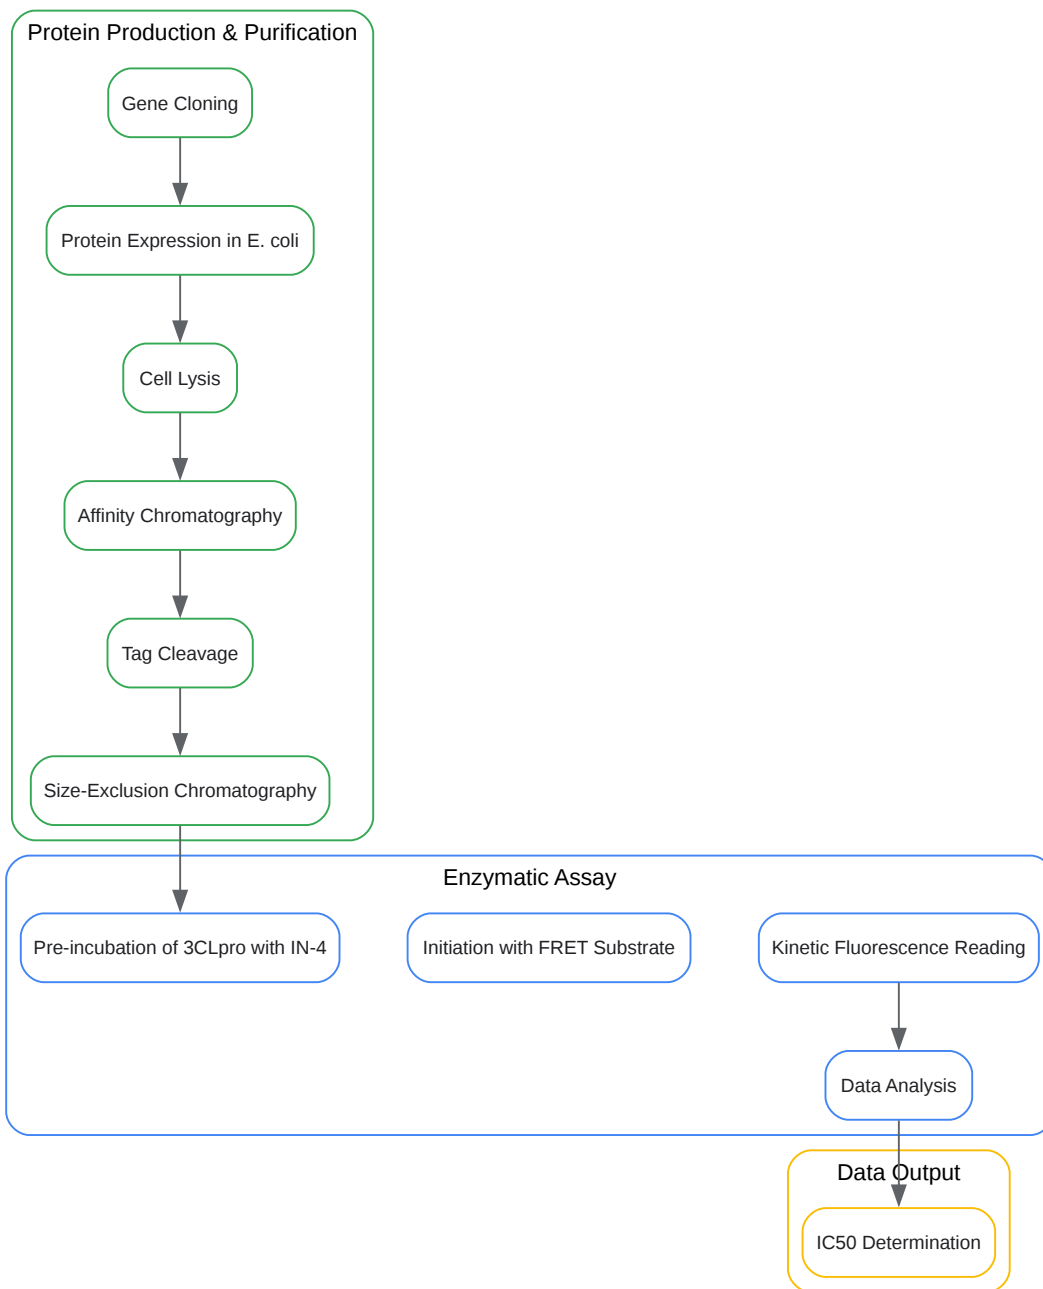 Protein Production & Purification
Gene Cloning
Protein Expression in E. coli
Cell Lysis
Affinity Chromatography
Tag Cleavage
Size-Exclusion Chromatography
Enzymatic Assay
Pre-incubation of 3CLpro with IN-4
Initiation with FRET Substrate
Kinetic Fluorescence Reading
Data Analysis
Data Output
IC50 Determination